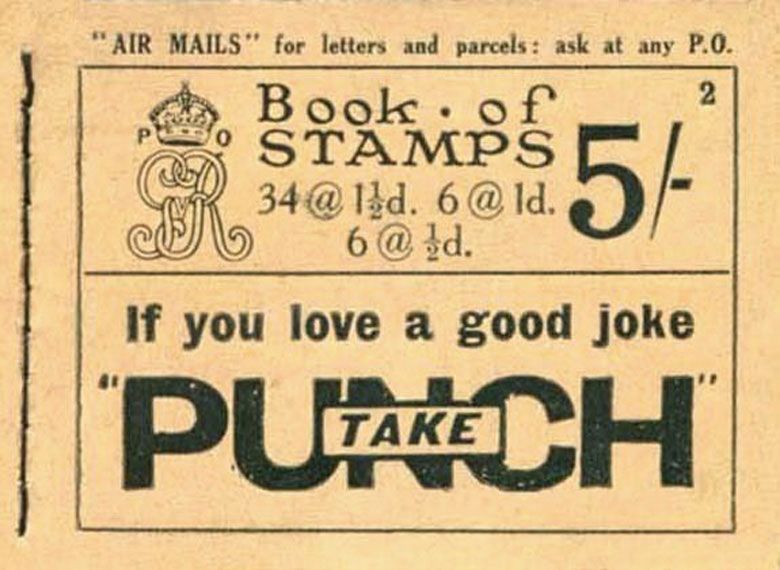 "AIR MAILS" for letters and parcels: ask at any P.O.
2
P O
GRV
Book · of
STAMPS
5/-
34 @ 1½d. 6 @ 1d.
6 @ ½d.
If you love a good joke
TAKE
"PUNCH"